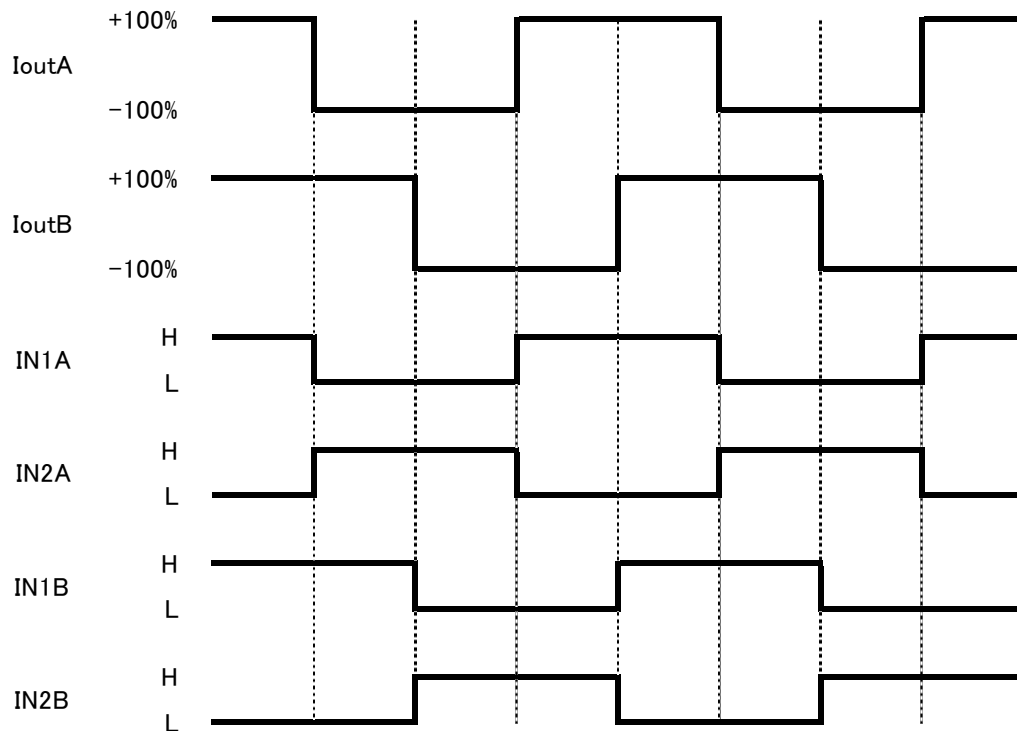 +100%
IoutA
-100%
+100%
IoutB
-100%
H
IN1A
L
H
IN2A
L
H
IN1B
L
H
IN2B
L